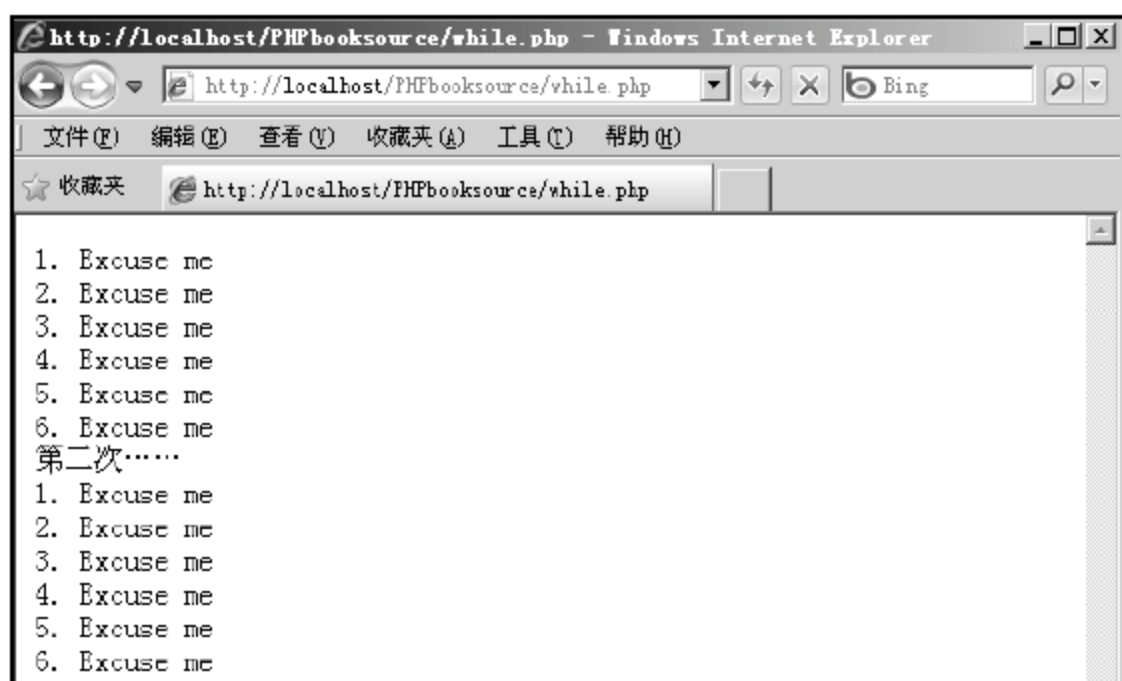 http://localhost/PHPbooksource/while.php - Windows Internet Explorer
http://localhost/PHPbooksource/while.php Bing
文件(F) 编辑(E) 查看(V) 收藏夹(A) 工具(T) 帮助(H)
收藏夹 http://localhost/PHPbooksource/while.php
1. Excuse me
2. Excuse me
3. Excuse me
4. Excuse me
5. Excuse me
6. Excuse me
第二次……
1. Excuse me
2. Excuse me
3. Excuse me
4. Excuse me
5. Excuse me
6. Excuse me